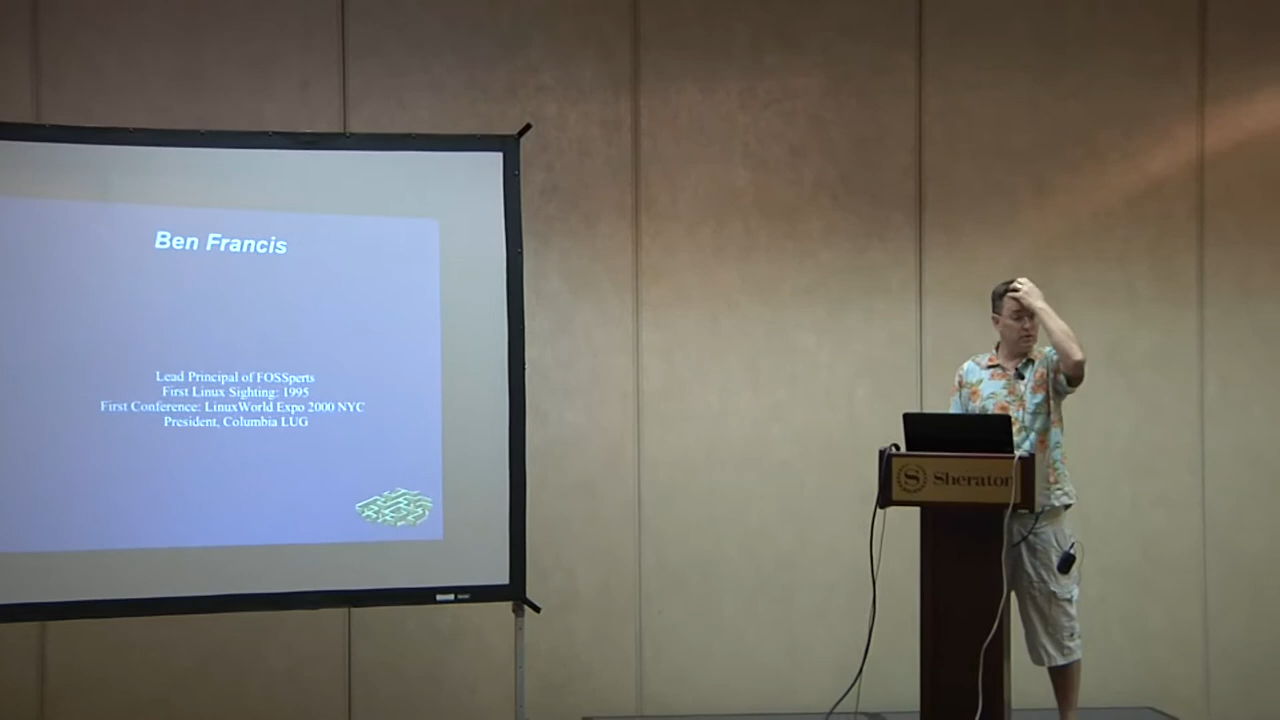 Ben Francis
Lead Principal of FOSSperts
First Linux Sighting: 1995
First Conference: LinuxWorld Expo 2000 NYC
President, Columbia LUG
S Sheraton